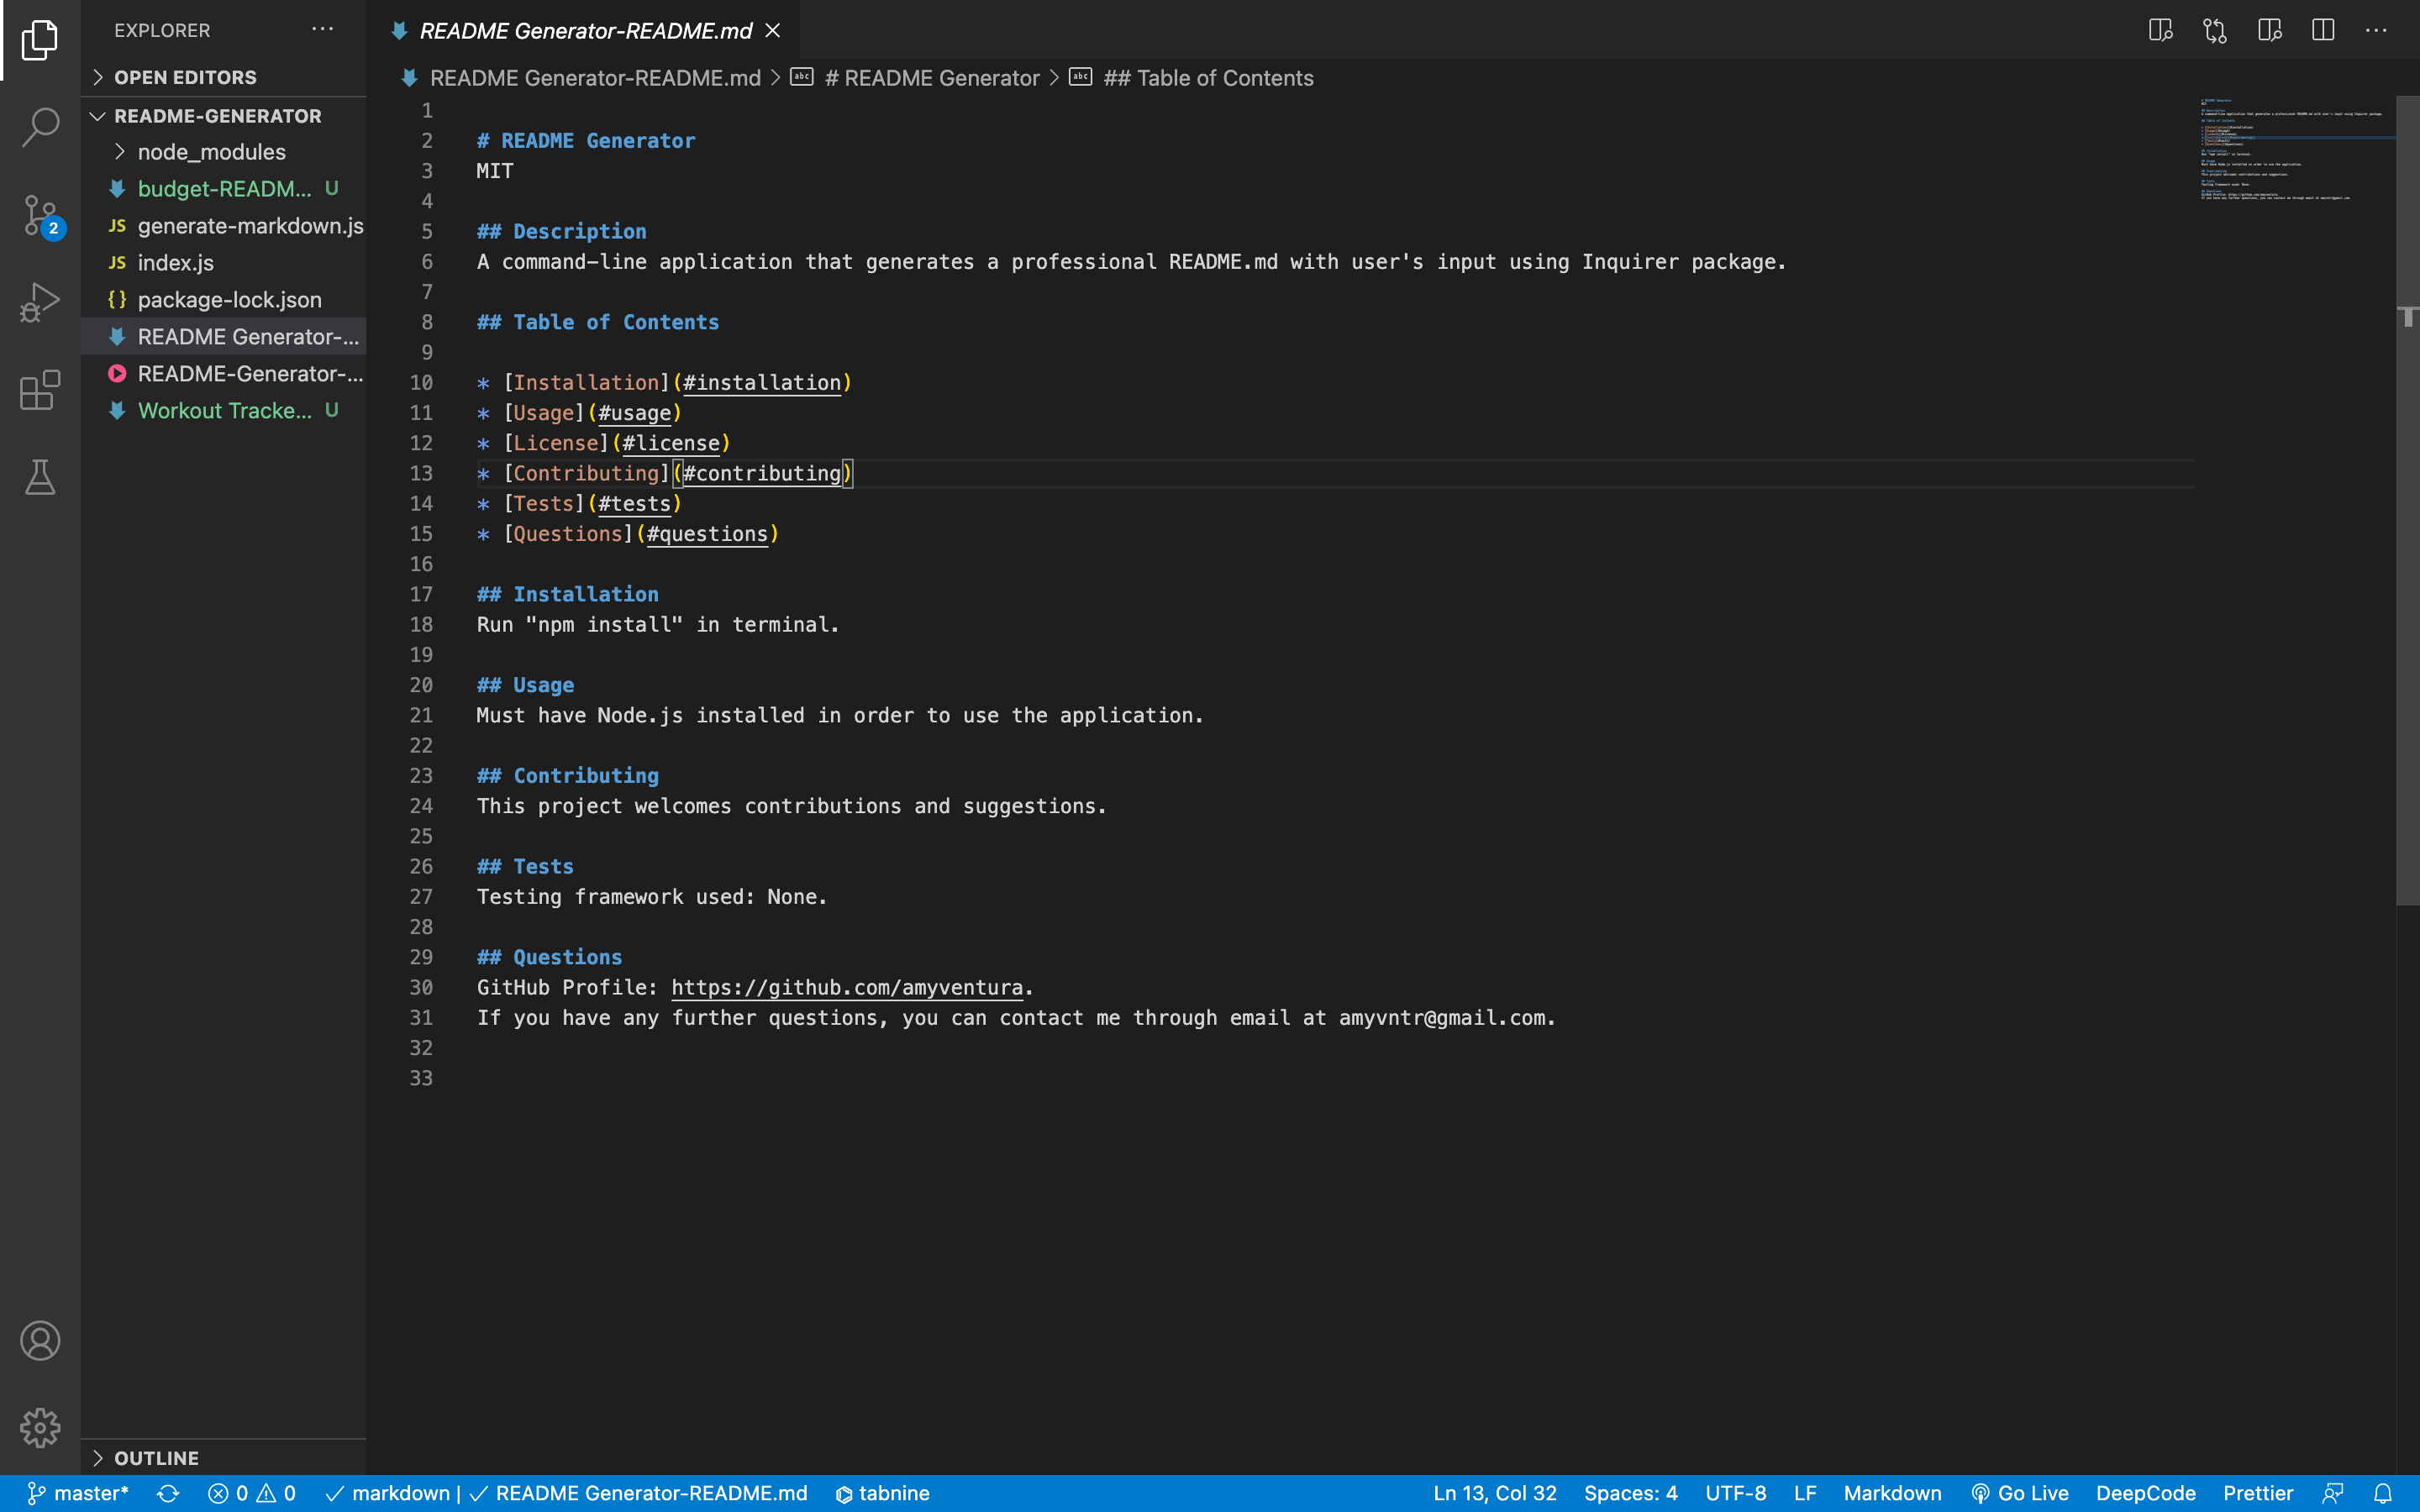 EXPLORER
OPEN EDITORS
README-GENERATOR
node_modules
budget-READM... U
JS generate-markdown.js
JS index.js
{} package-lock.json
README Generator-...
README-Generator-...
Workout Tracke... U
OUTLINE
2
README Generator-README.md
README Generator-README.md > abc # README Generator > abc ## Table of Contents
1
2 # README Generator
3 MIT
4
5 ## Description
6 A command-line application that generates a professional README.md with user's input using Inquirer package.
7
8 ## Table of Contents
9
10 * [Installation](#installation)
11 * [Usage](#usage)
12 * [License](#license)
13 * [Contributing](#contributing)
14 * [Tests](#tests)
15 * [Questions](#questions)
16
17 ## Installation
18 Run "npm install" in terminal.
19
20 ## Usage
21 Must have Node.js installed in order to use the application.
22
23 ## Contributing
24 This project welcomes contributions and suggestions.
25
26 ## Tests
27 Testing framework used: None.
28
29 ## Questions
30 GitHub Profile: https://github.com/amyventura.
31 If you have any further questions, you can contact me through email at amyvntr@gmail.com.
32
33
master* 0 0 markdown | README Generator-README.md tabnine Ln 13, Col 32 Spaces: 4 UTF-8 LF Markdown Go Live DeepCode Prettier